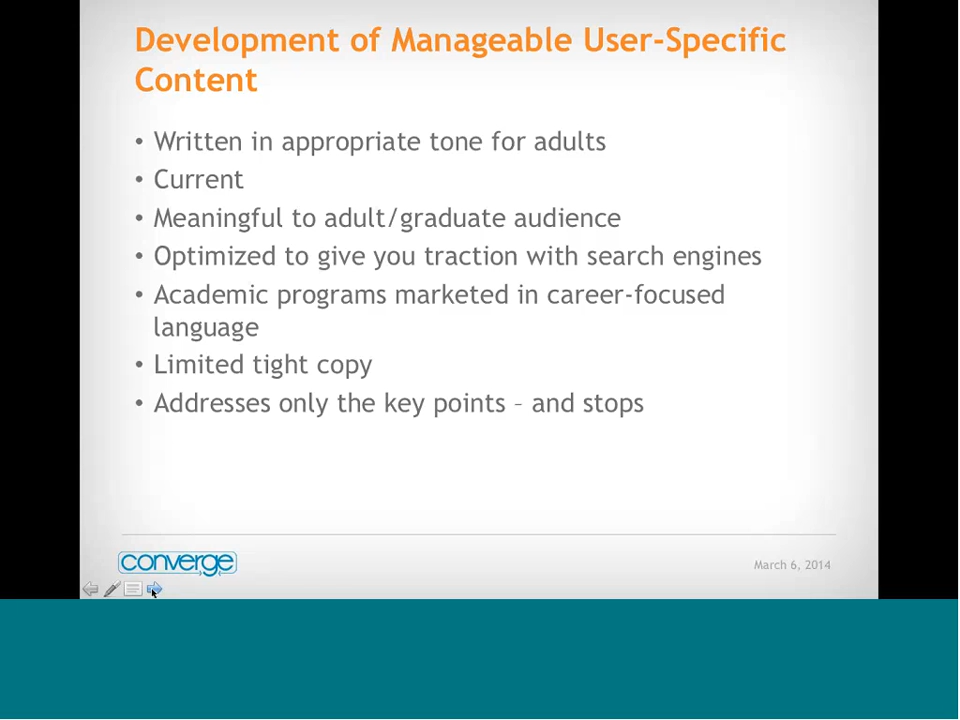 Development of Manageable User-Specific
Content
• Written in appropriate tone for adults
• Current
• Meaningful to adult/graduate audience
• Optimized to give you traction with search engines
• Academic programs marketed in career-focused
language
• Limited tight copy
• Addresses only the key points – and stops
converge
March 6, 2014